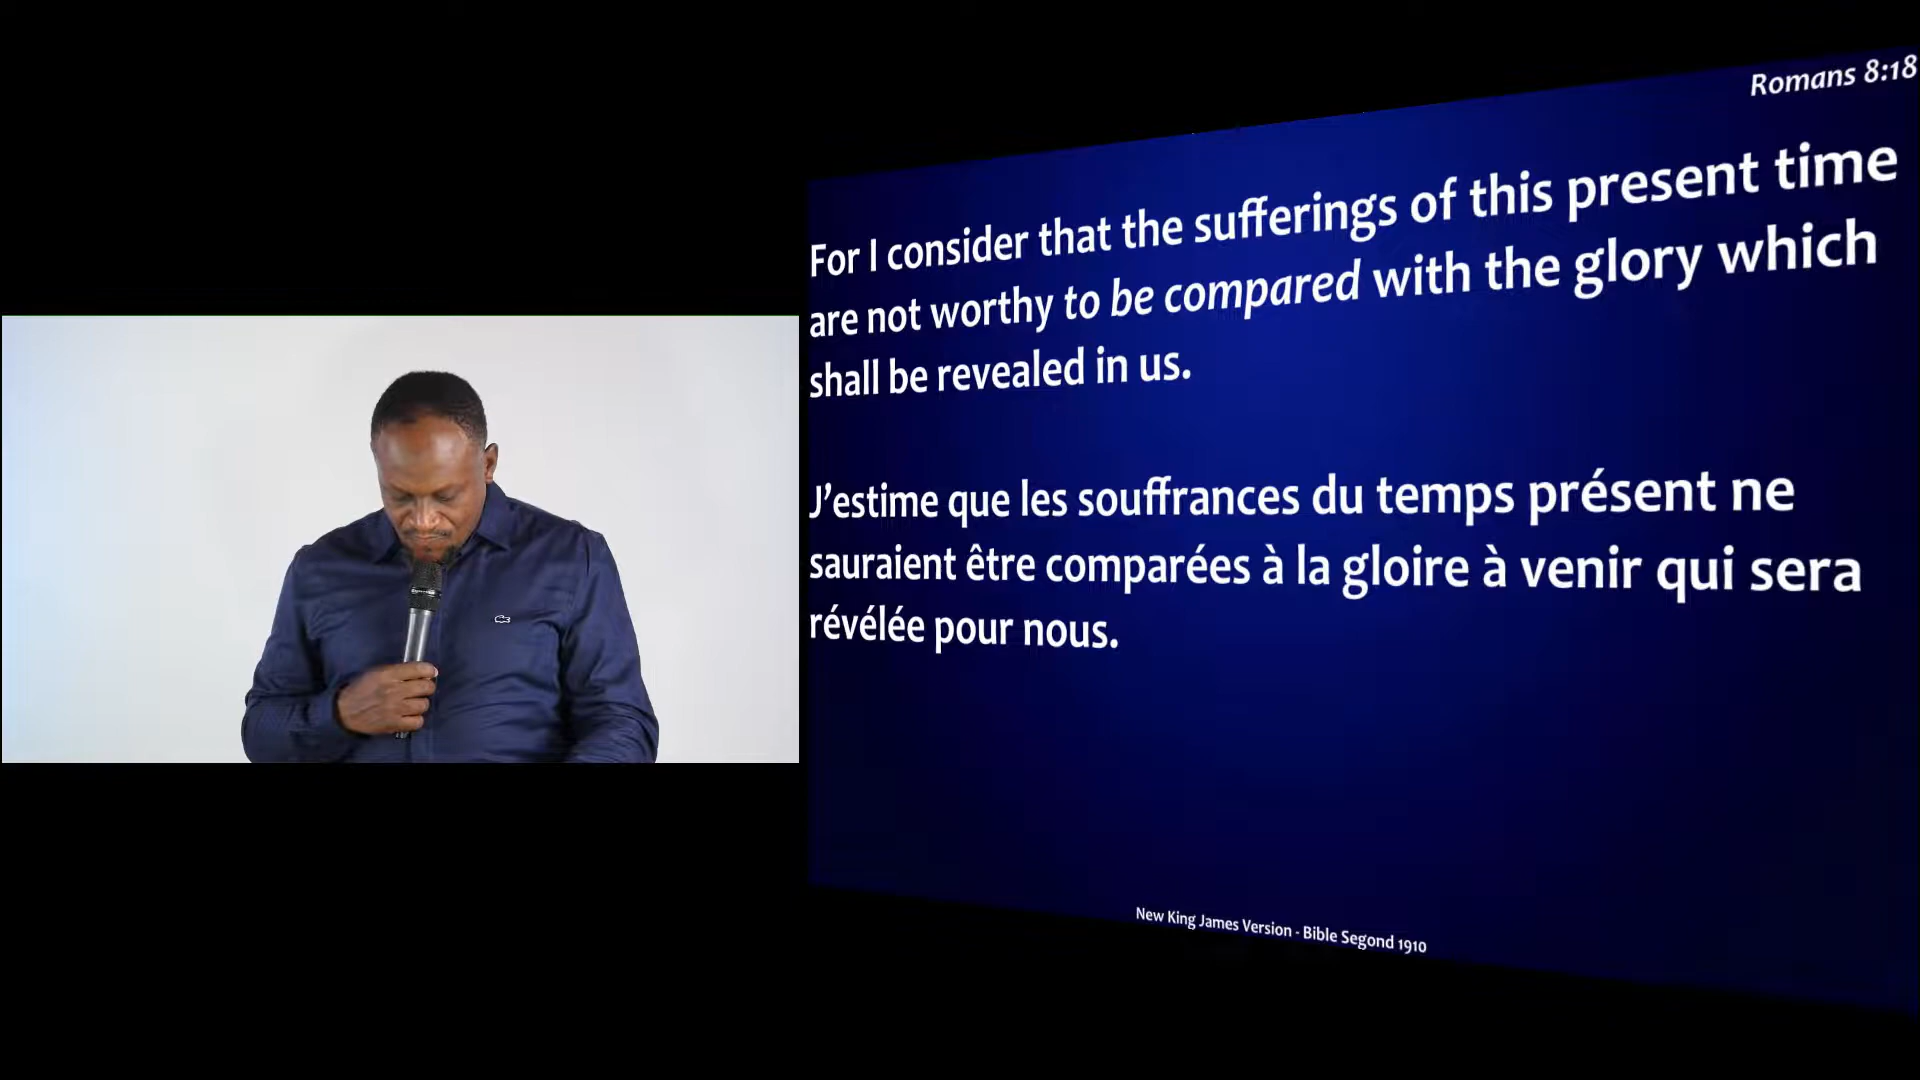 Romans 8:18
For I consider that the sufferings of this present time
are not worthy to be compared with the glory which
shall be revealed in us.
J'estime que les souffrances du temps présent ne
sauraient être comparées à la gloire à venir qui sera
révélée pour nous.
New King James Version - Bible Segond 1910